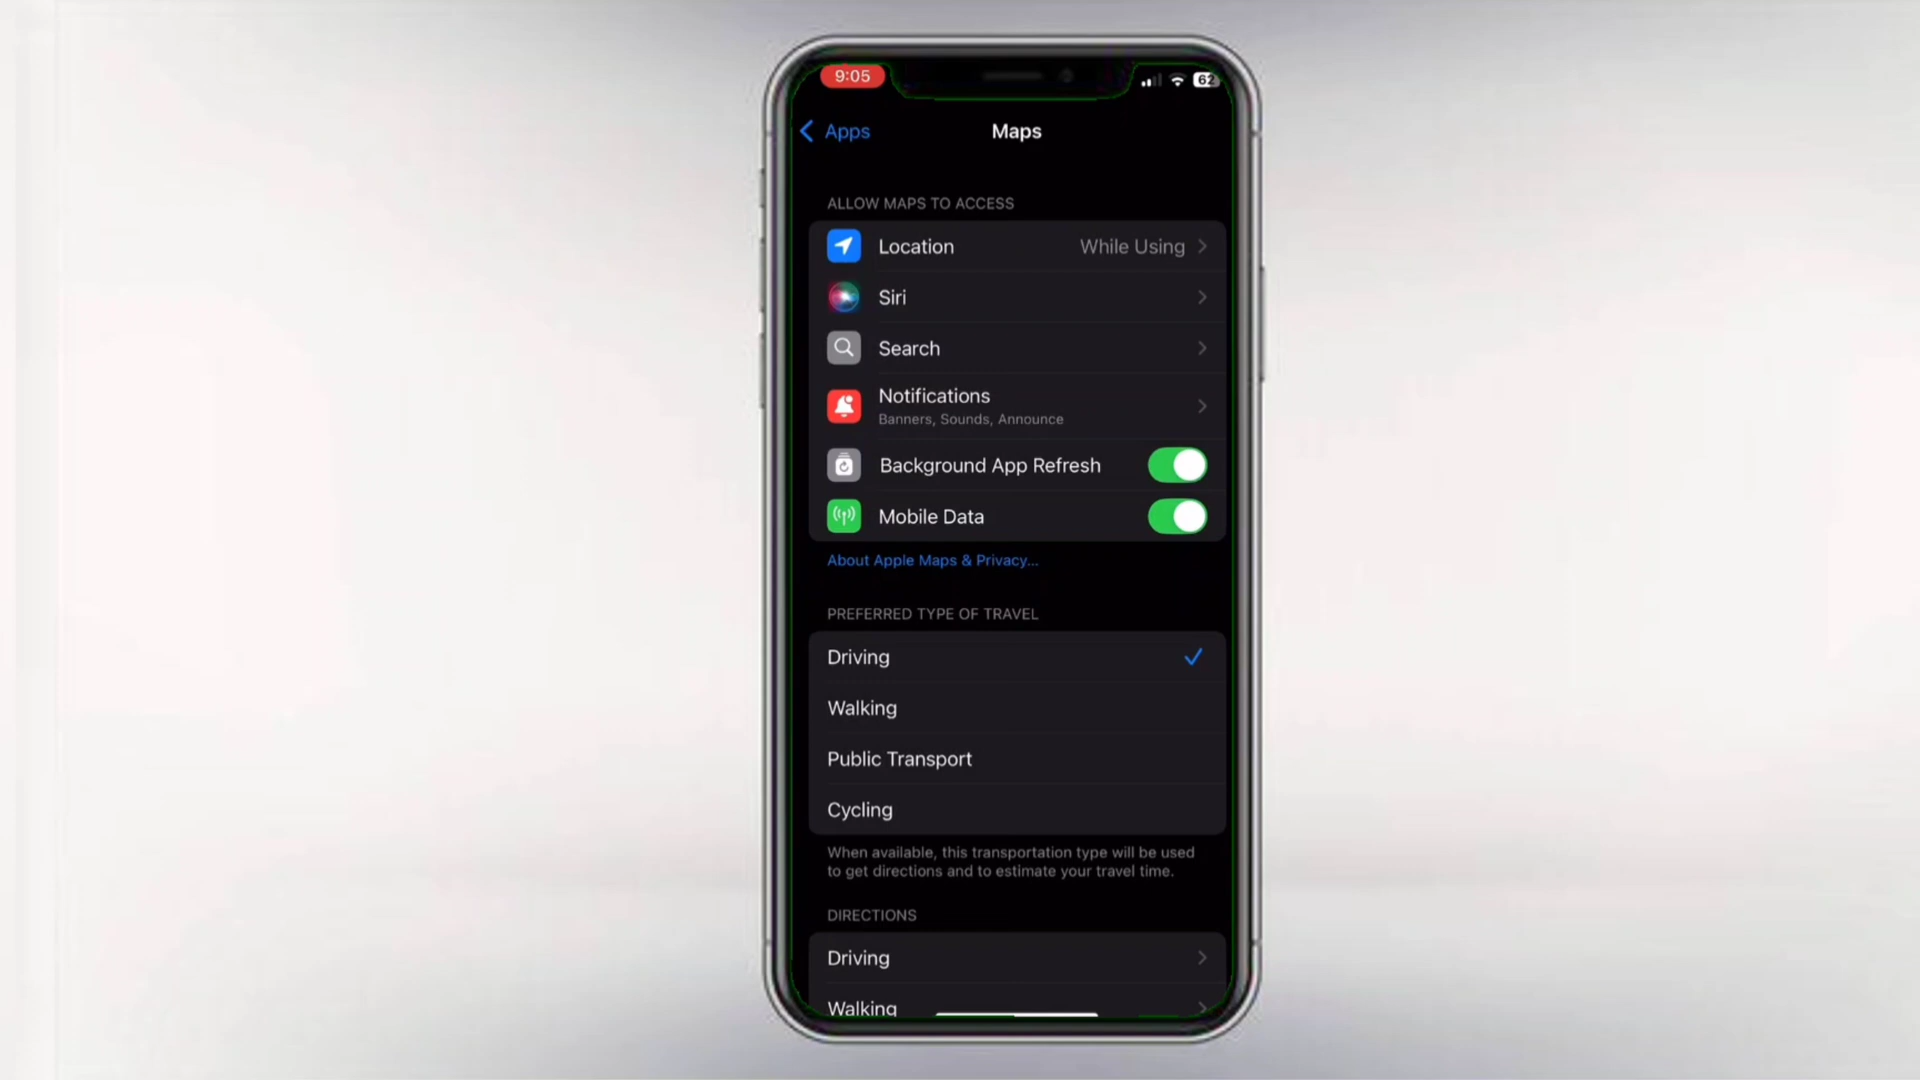 9:05
62
Apps
Maps
ALLOW MAPS TO ACCESS
Location While Using
Siri
Search
Notifications
Banners, Sounds, Announce
Background App Refresh
Mobile Data
About Apple Maps & Privacy...
PREFERRED TYPE OF TRAVEL
Driving
Walking
Public Transport
Cycling
When available, this transportation type will be used
to get directions and to estimate your travel time.
DIRECTIONS
Driving
Walking